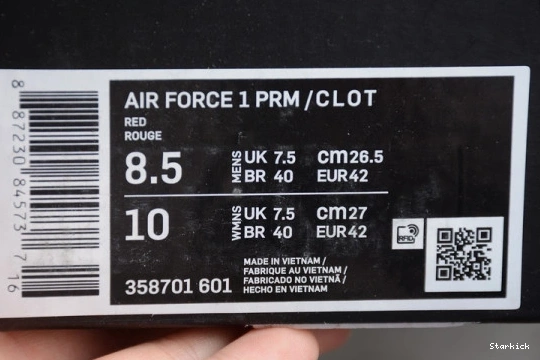 AIR FORCE 1 PRM / CLOT
RED
ROUGE
8.5 MENS UK 7.5 cm 26.5
BR 40 EUR 42
10 WMNS UK 7.5 cm 27
BR 40 EUR 42
RFID
MADE IN VIETNAM /
FABRIQUE AU VIETNAM /
FABRICADO NO VIETNÃ /
HECHO EN VIETNAM
358701 601
8 87230 84573 7 16
Starkick